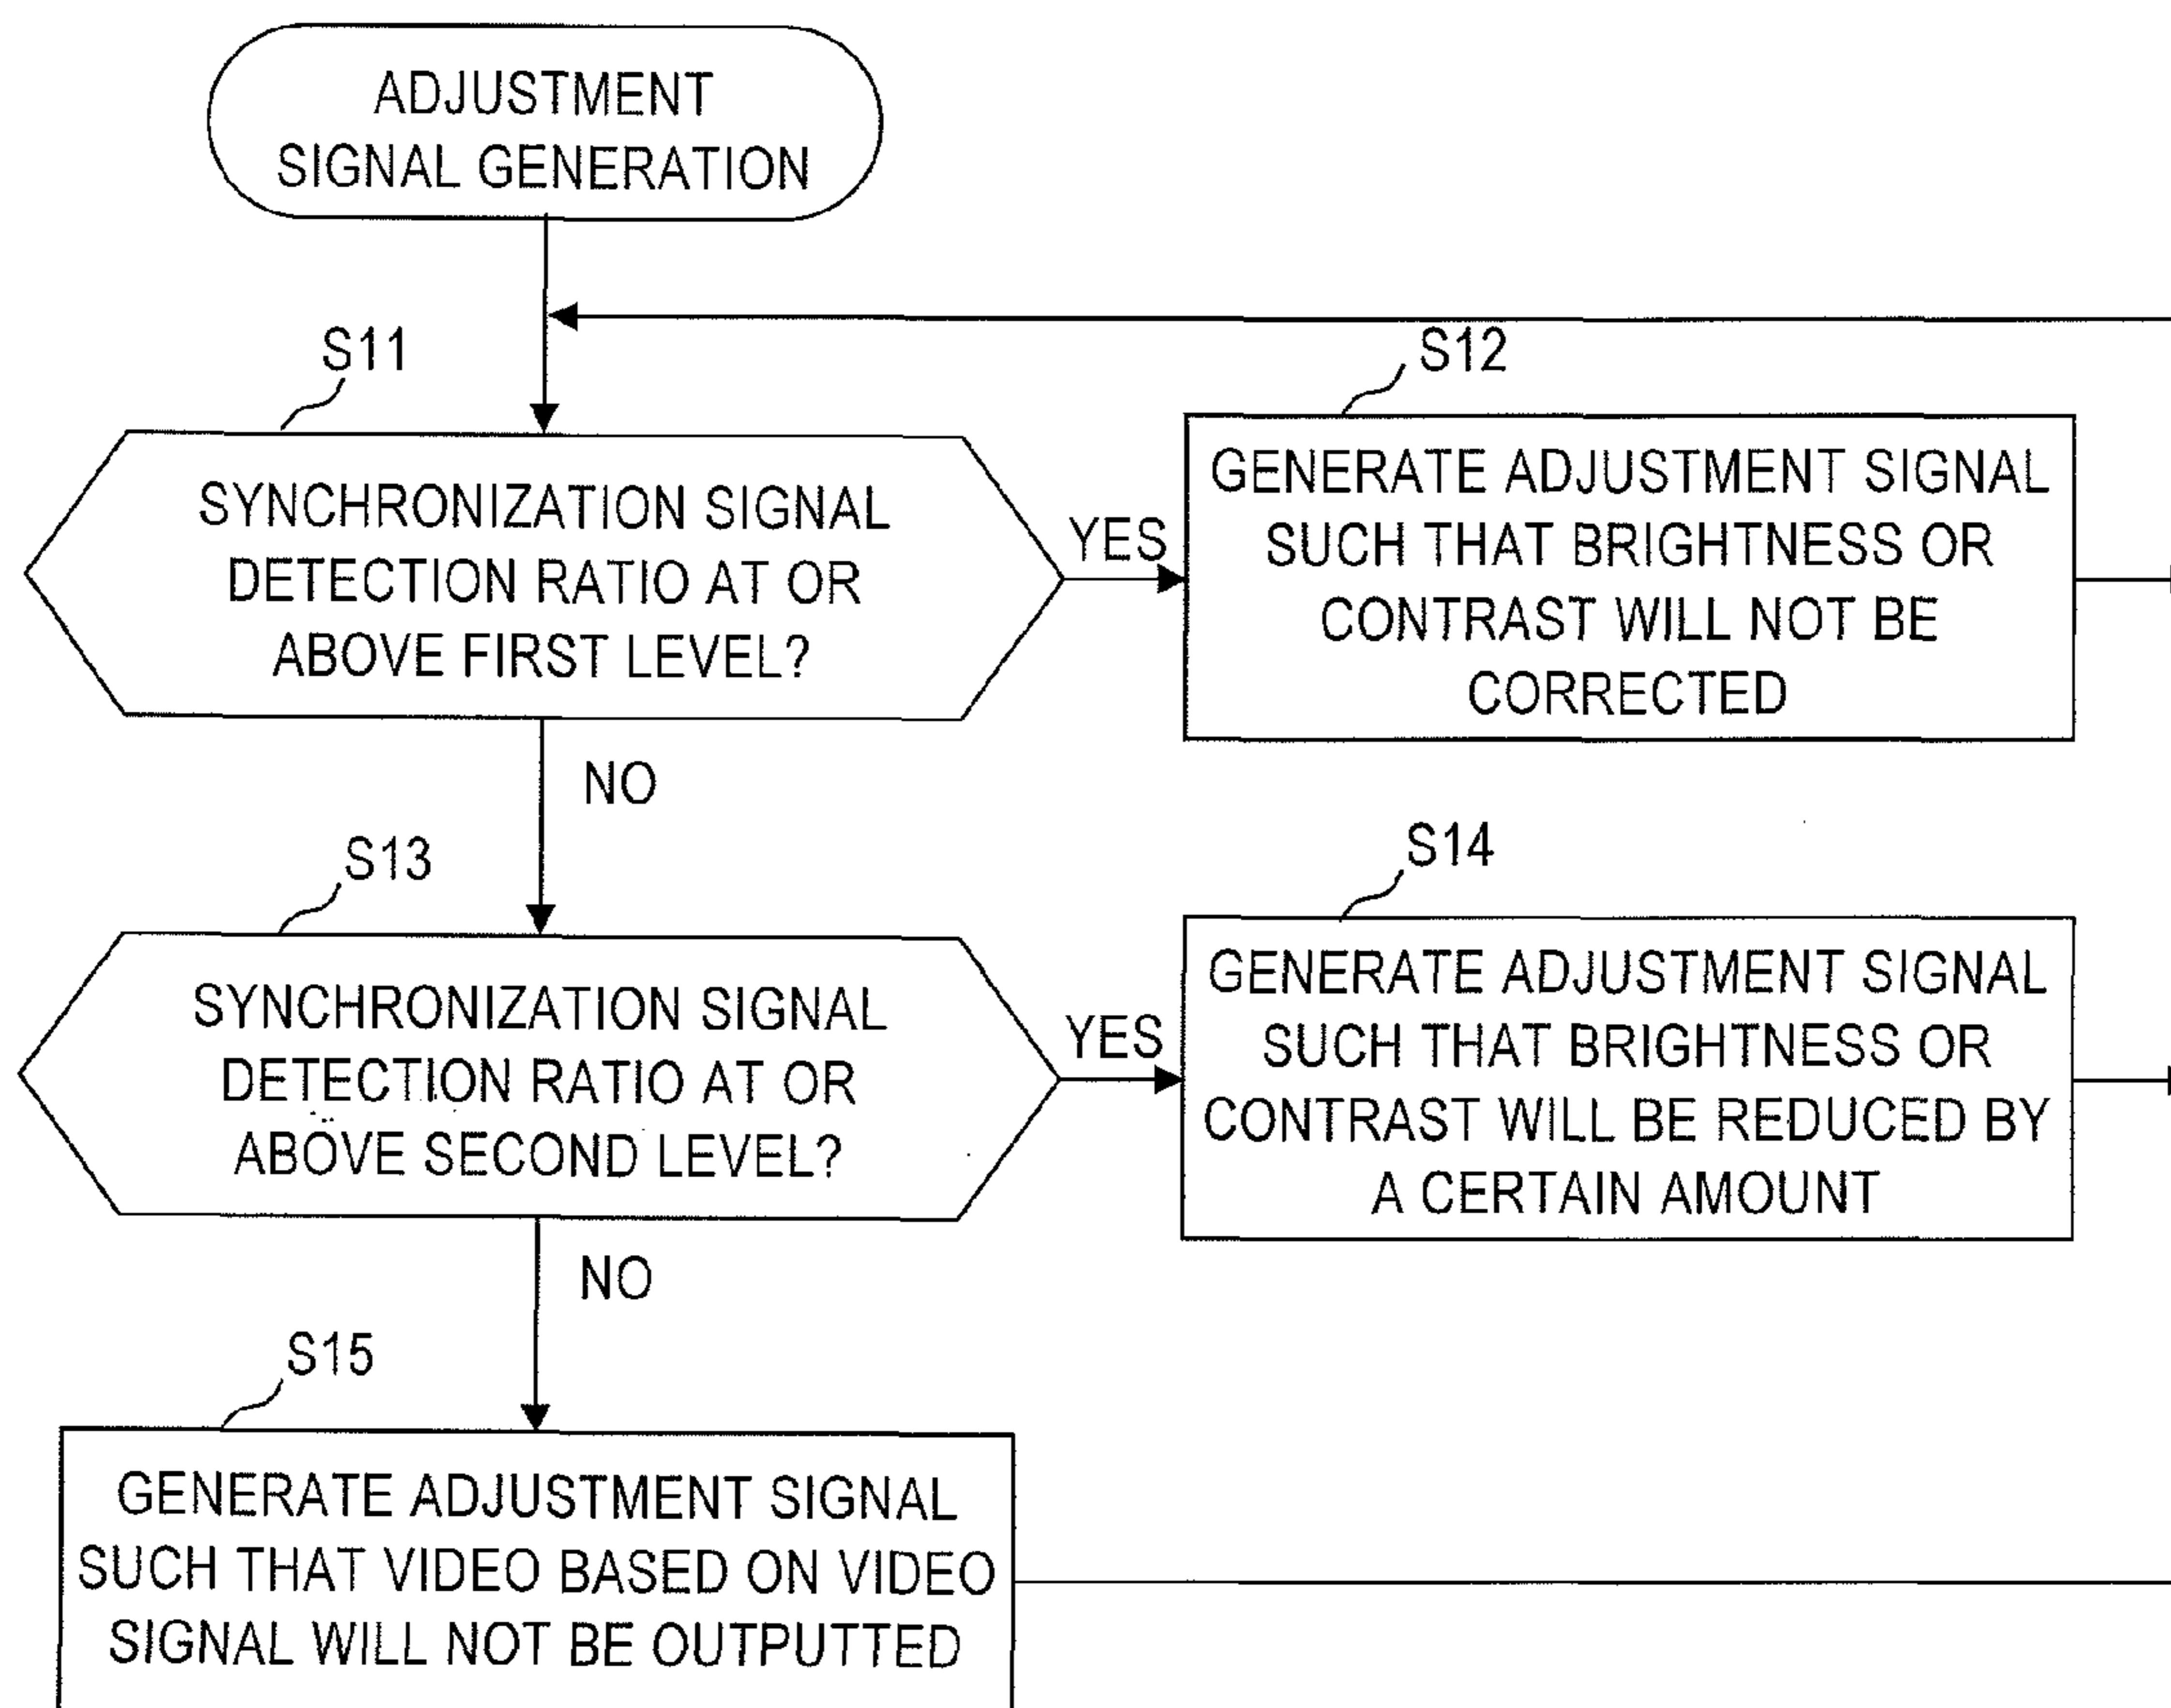 ADJUSTMENT
SIGNAL GENERATION
S11
SYNCHRONIZATION SIGNAL
DETECTION RATIO AT OR
ABOVE FIRST LEVEL?
YES
S12
GENERATE ADJUSTMENT SIGNAL
SUCH THAT BRIGHTNESS OR
CONTRAST WILL NOT BE
CORRECTED
NO
S13
SYNCHRONIZATION SIGNAL
DETECTION RATIO AT OR
ABOVE SECOND LEVEL?
YES
S14
GENERATE ADJUSTMENT SIGNAL
SUCH THAT BRIGHTNESS OR
CONTRAST WILL BE REDUCED BY
A CERTAIN AMOUNT
NO
S15
GENERATE ADJUSTMENT SIGNAL
SUCH THAT VIDEO BASED ON VIDEO
SIGNAL WILL NOT BE OUTPUTTED